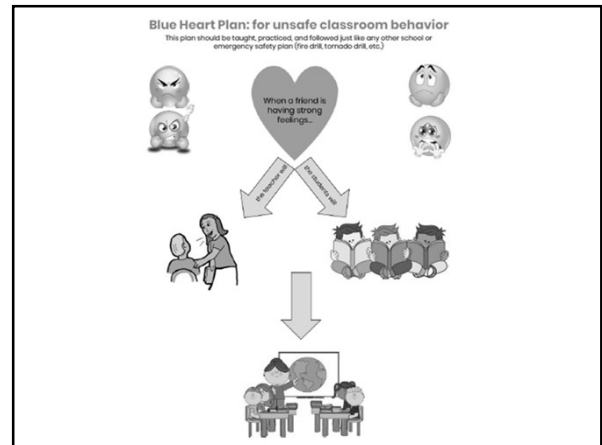 Blue Heart Plan: for unsafe classroom behavior
This plan should be taught, practiced, and followed just like any other school or
emergency safety plan (fire drill, tornado drill, etc.)
When a friend is
having strong
feelings...
the teacher will
the students will